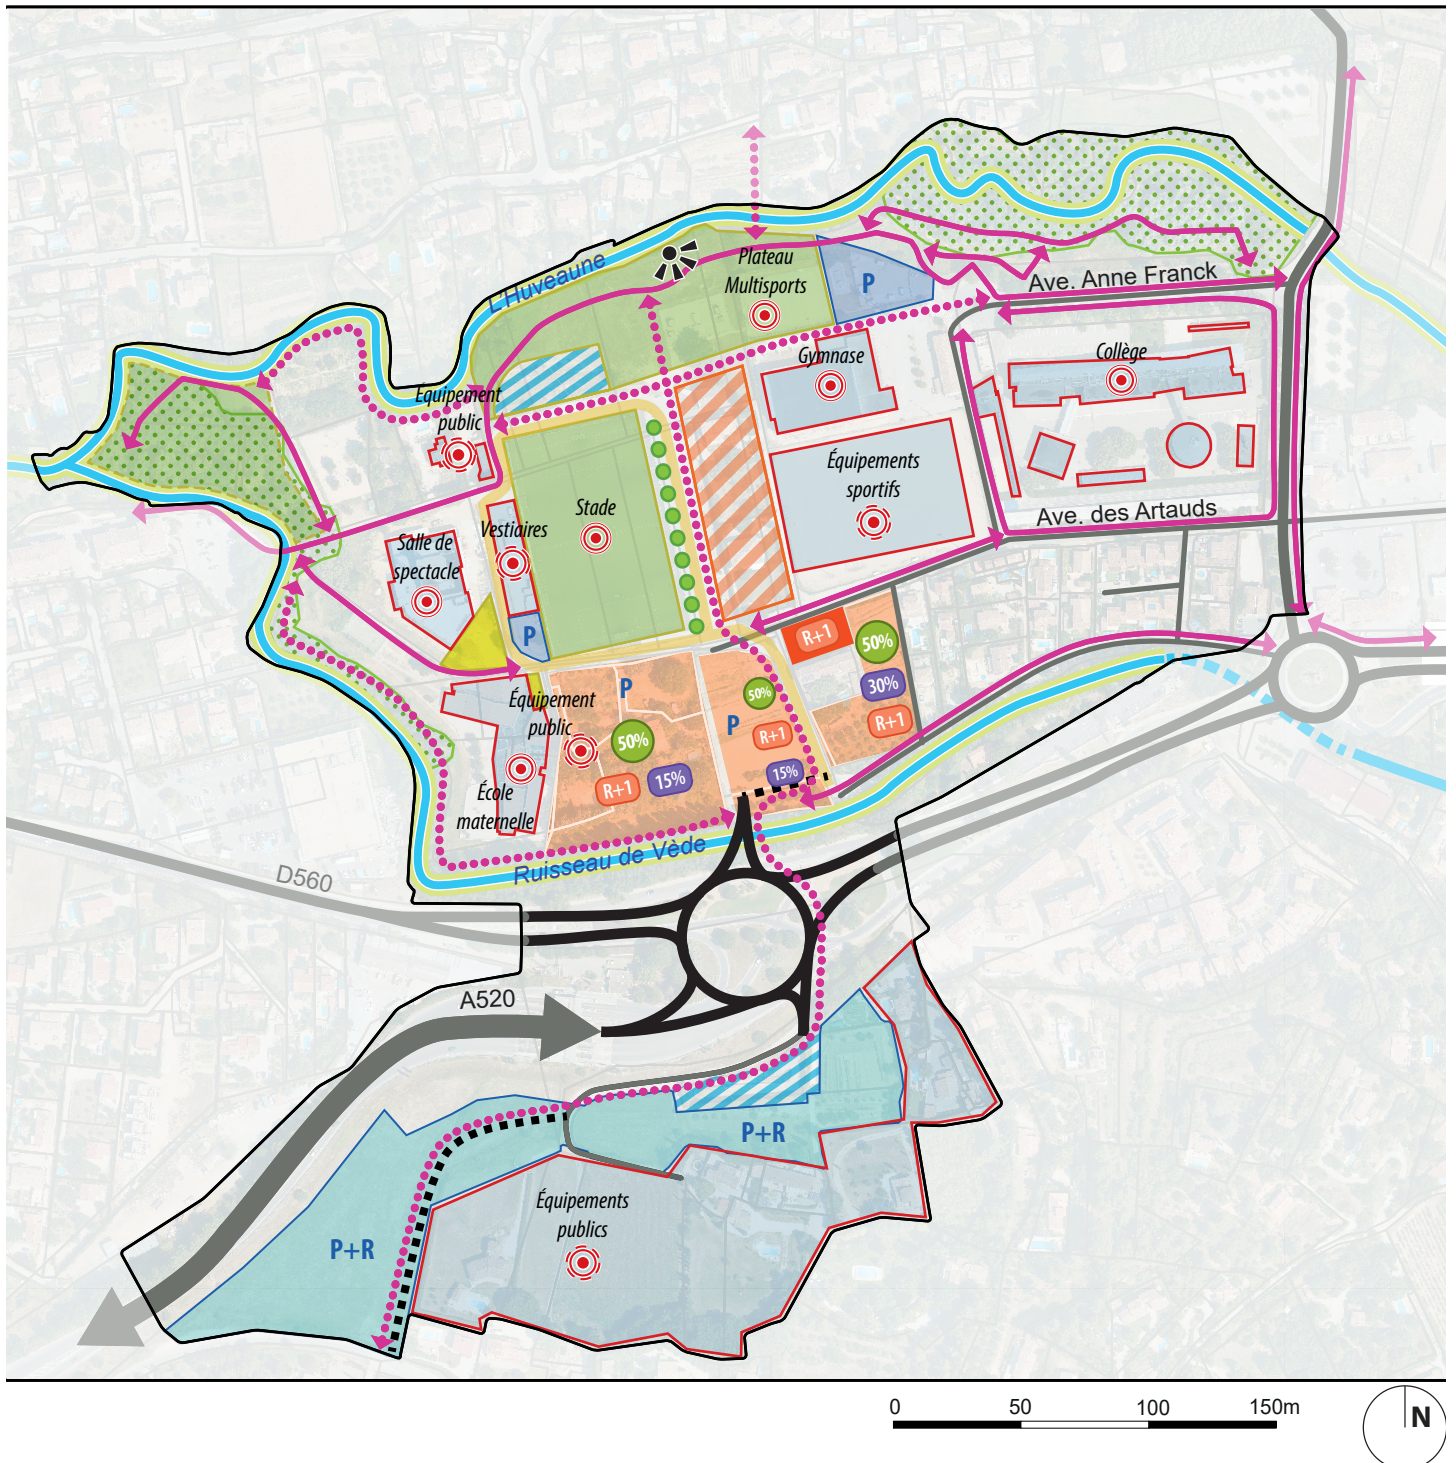 L'Huveaune
Plateau
Multisports
P
Ave. Anne Franck
Gymnase
Collège
Équipement
public
Équipements
sportifs
Stade
Vestiaires
Salle de
spectacle
Ave. des Artauds
P
R+1
50%
30%
R+1
Équipement
public
P
50%
R+1
15%
50%
P
R+1
15%
École
maternelle
Ruisseau de Vède
D560
A520
P+R
P+R
Équipements
publics
0 50 100 150m
N